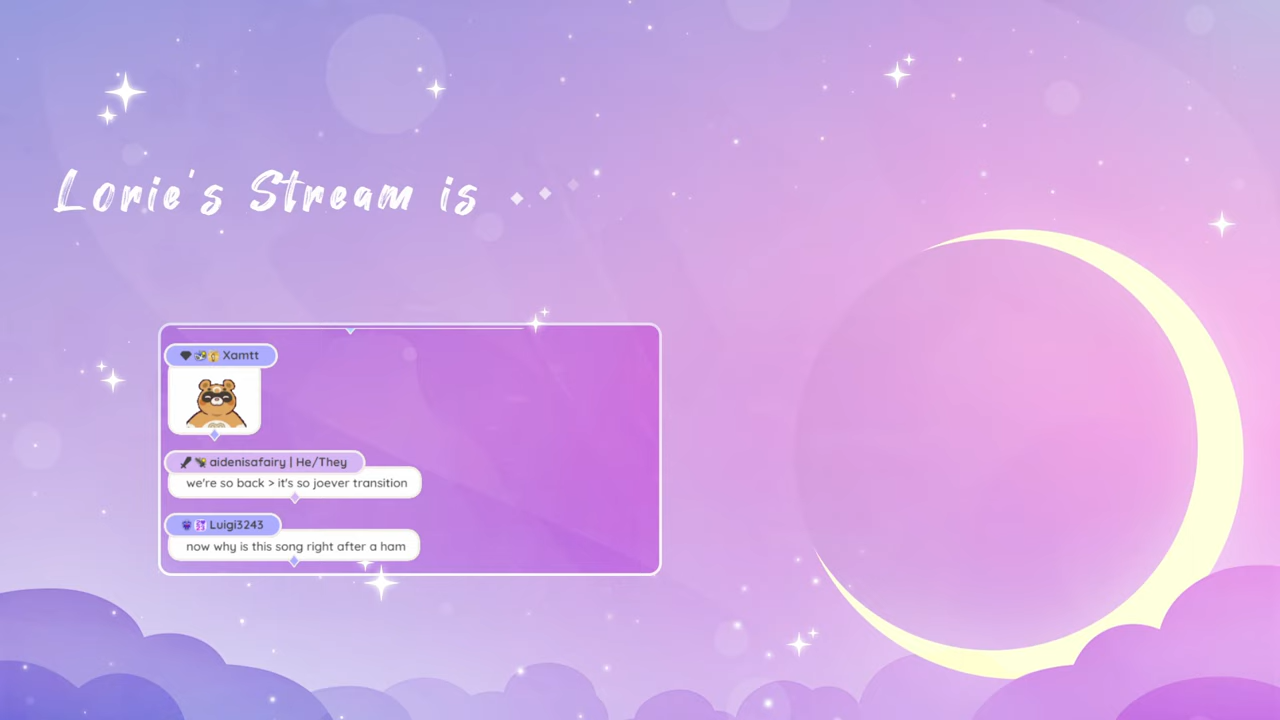 Lorie's Stream is
Xamtt
aidenisafairy | He/They
we're so back > it's so joever transition
Luigi3243
now why is this song right after a ham